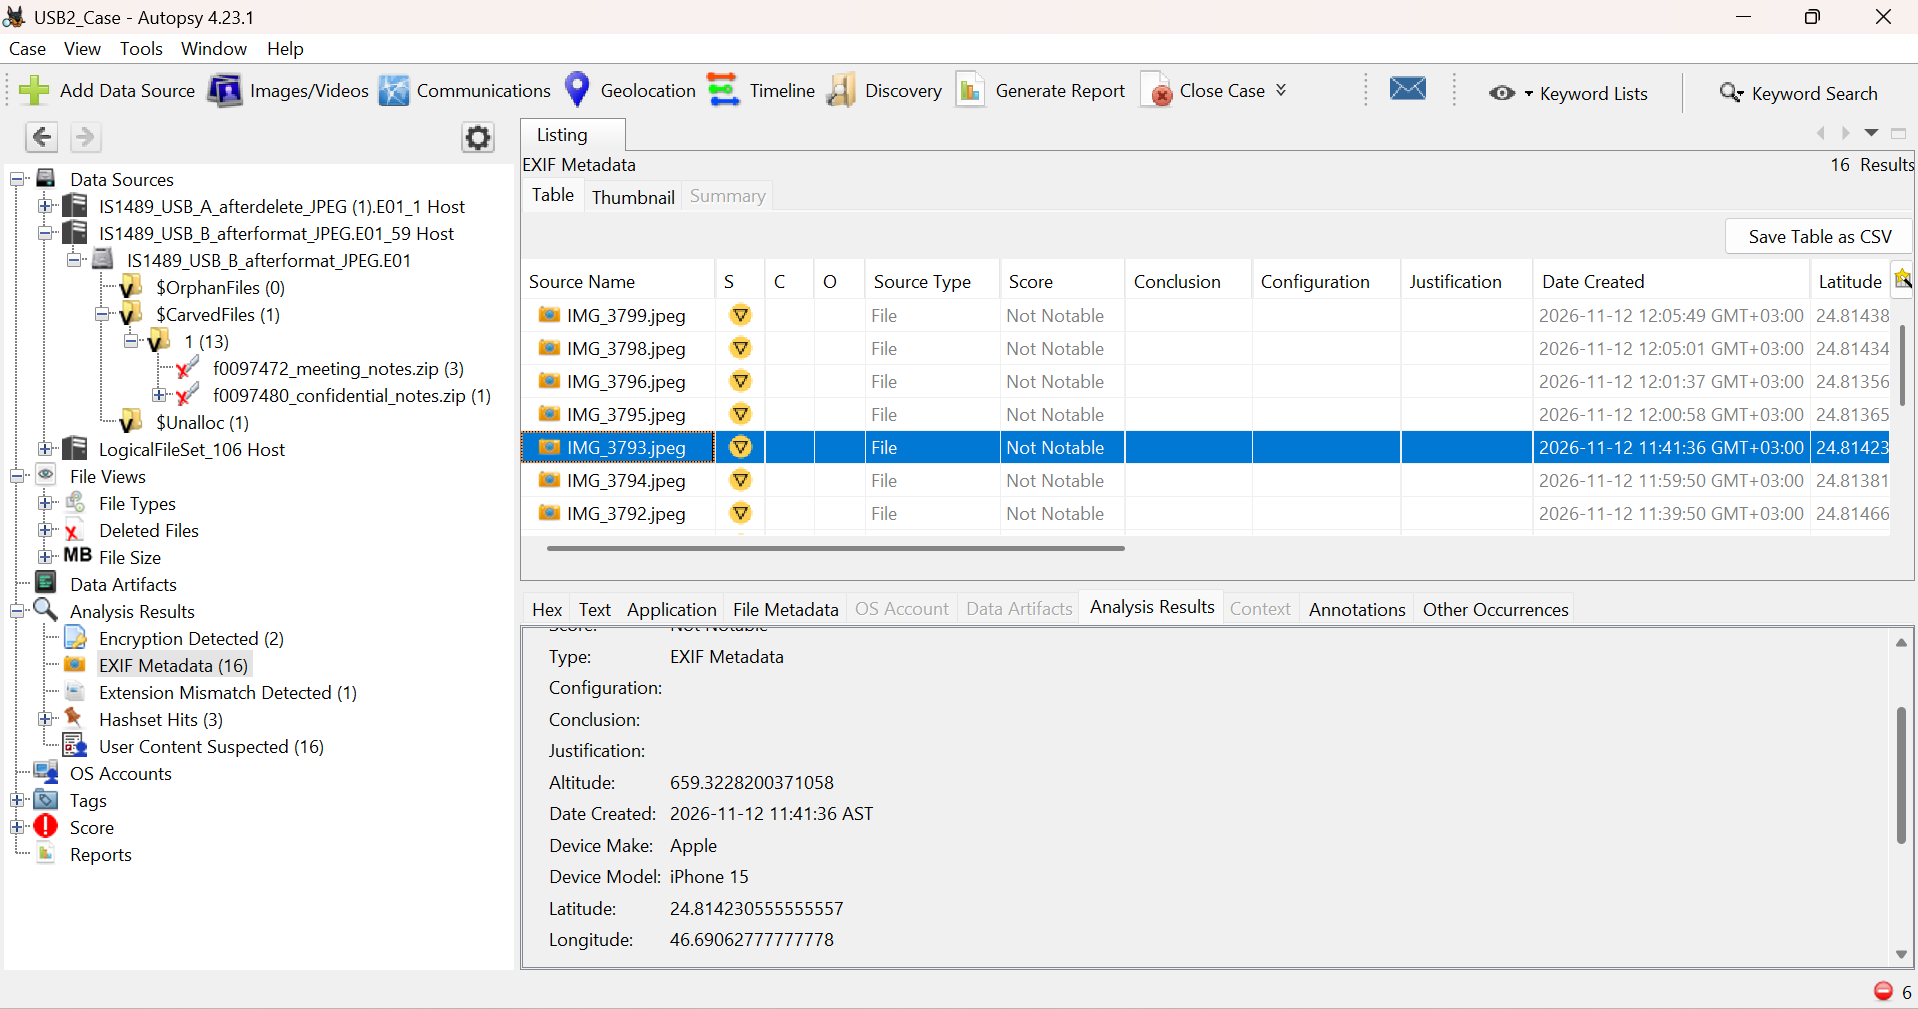 USB2_Case - Autopsy 4.23.1
Case View Tools Window Help
Add Data Source Images/Videos Communications Geolocation Timeline Discovery Generate Report Close Case Keyword Lists Keyword Search
Listing
EXIF Metadata 16 Results
Table Thumbnail Summary
Save Table as CSV
Source Name S C O Source Type Score Conclusion Configuration Justification Date Created Latitude
IMG_3799.jpeg File Not Notable 2026-11-12 12:05:49 GMT+03:00 24.81438
IMG_3798.jpeg File Not Notable 2026-11-12 12:05:01 GMT+03:00 24.81434
IMG_3796.jpeg File Not Notable 2026-11-12 12:01:37 GMT+03:00 24.81356
IMG_3795.jpeg File Not Notable 2026-11-12 12:00:58 GMT+03:00 24.81365
IMG_3793.jpeg File Not Notable 2026-11-12 11:41:36 GMT+03:00 24.81423
IMG_3794.jpeg File Not Notable 2026-11-12 11:59:50 GMT+03:00 24.81381
IMG_3792.jpeg File Not Notable 2026-11-12 11:39:50 GMT+03:00 24.81466
Data Sources
IS1489_USB_A_afterdelete_JPEG (1).E01_1 Host
IS1489_USB_B_afterformat_JPEG.E01_59 Host
IS1489_USB_B_afterformat_JPEG.E01
$OrphanFiles (0)
$CarvedFiles (1)
1 (13)
f0097472_meeting_notes.zip (3)
f0097480_confidential_notes.zip (1)
$Unalloc (1)
LogicalFileSet_106 Host
File Views
File Types
Deleted Files
MB File Size
Data Artifacts
Analysis Results
Encryption Detected (2)
EXIF Metadata (16)
Extension Mismatch Detected (1)
Hashset Hits (3)
User Content Suspected (16)
OS Accounts
Tags
Score
Reports
Hex Text Application File Metadata OS Account Data Artifacts Analysis Results Context Annotations Other Occurrences
Score: Not Notable
Type: EXIF Metadata
Configuration:
Conclusion:
Justification:
Altitude: 659.3228200371058
Date Created: 2026-11-12 11:41:36 AST
Device Make: Apple
Device Model: iPhone 15
Latitude: 24.814230555555557
Longitude: 46.69062777777778
6